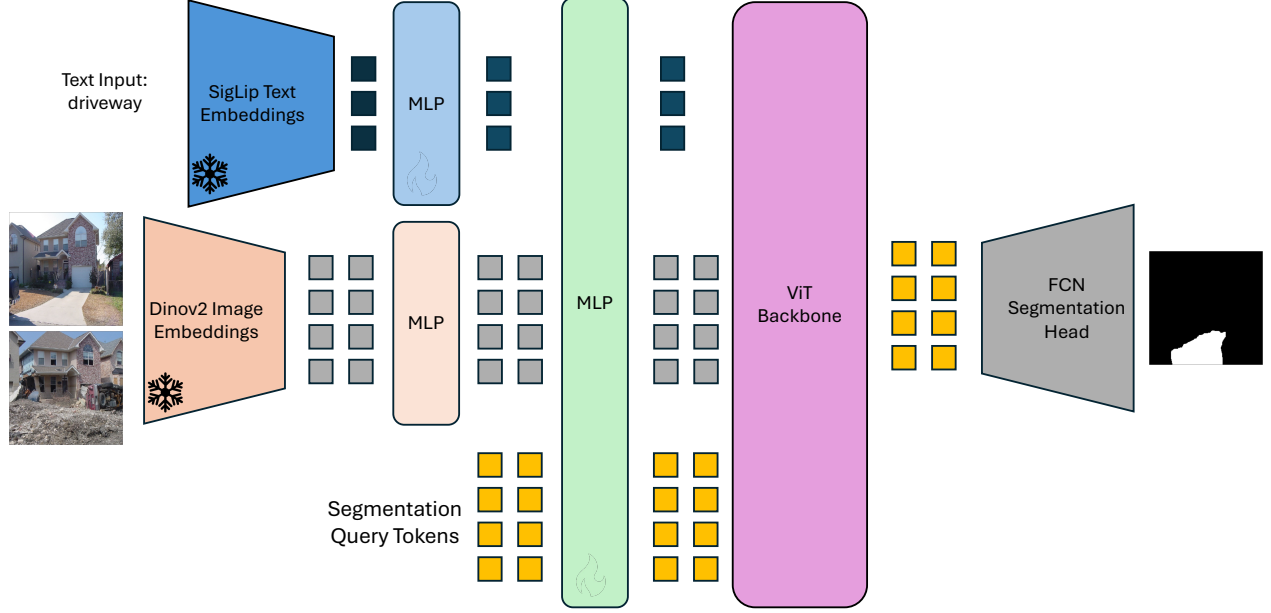 Text Input:
driveway
SigLip Text
Embeddings
MLP
Dinov2 Image
Embeddings
MLP
Segmentation
Query Tokens
MLP
ViT
Backbone
FCN
Segmentation
Head